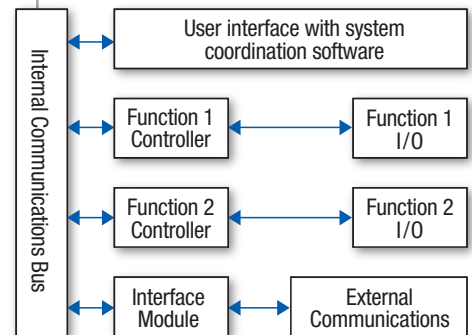 Internal Communications Bus
User interface with system
coordination software
Function 1
Controller
Function 1
I/O
Function 2
Controller
Function 2
I/O
Interface
Module
External
Communications